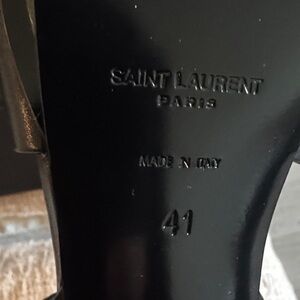 SAINT LAURENT
PARIS
MADE IN ITALY
41